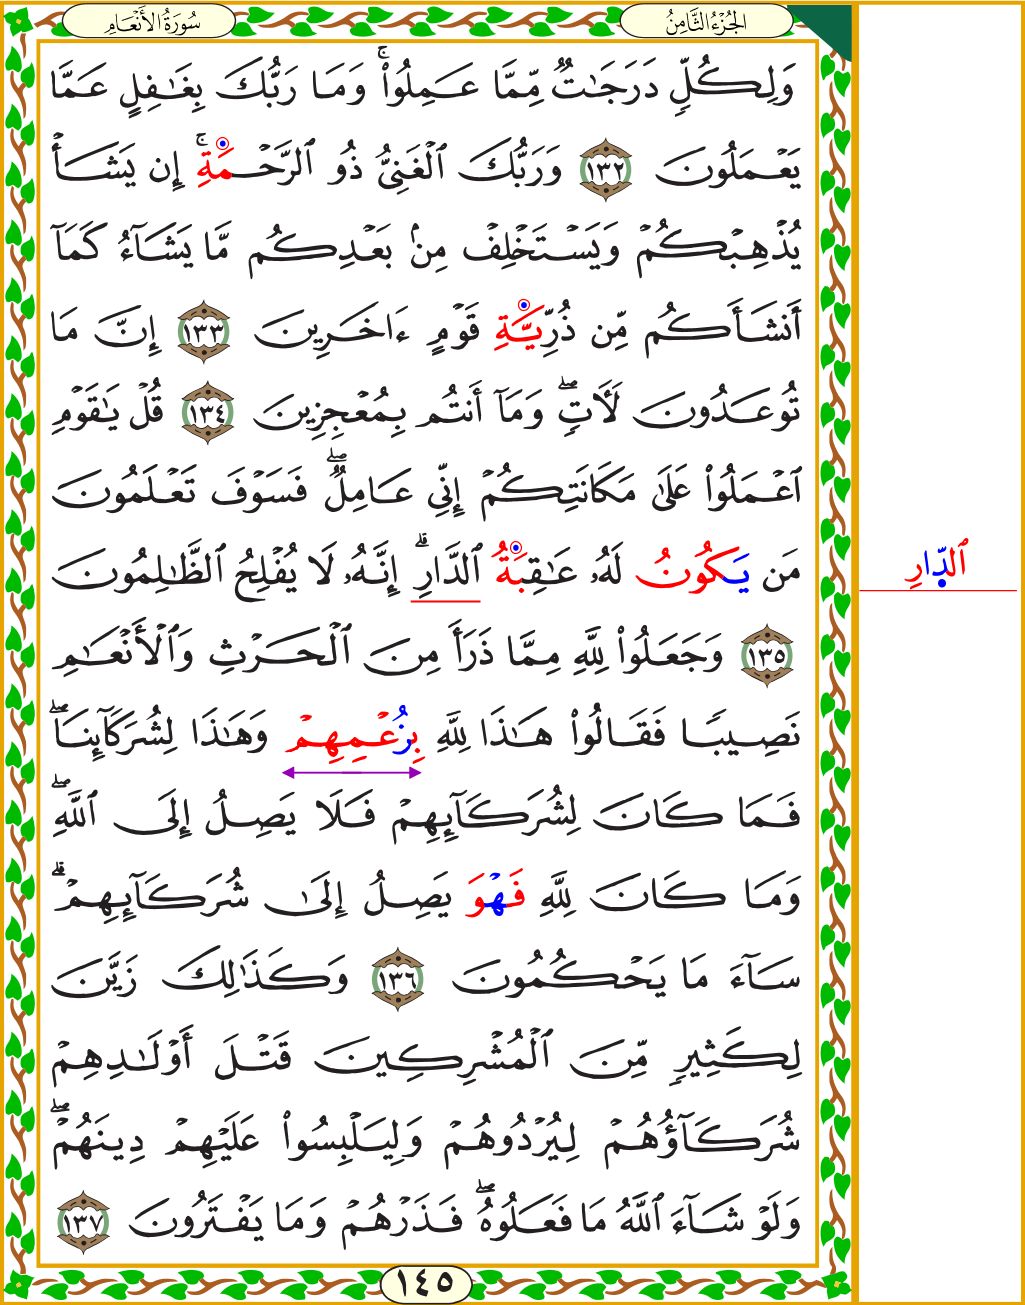 الجُزْءُ الثَّامِنُ
سُورَةُ الأَنْعَامِ
وَلِكُلٍّ دَرَجَٰتٌ مِّمَّا عَمِلُوا۟ ۚ وَمَا رَبُّكَ بِغَٰفِلٍ عَمَّا
يَعْمَلُونَ ١٣٢ وَرَبُّكَ ٱلْغَنِىُّ ذُو ٱلرَّحْمَةِ ۚ إِن يَشَأْ
يُذْهِبْكُمْ وَيَسْتَخْلِفْ مِنۢ بَعْدِكُم مَّا يَشَآءُ كَمَآ
أَنشَأَكُم مِّن ذُرِّيَّةِ قَوْمٍ ءَاخَرِينَ ١٣٣ إِنَّ مَا
تُوعَدُونَ لَءَاتٍ ۖ وَمَآ أَنتُم بِمُعْجِزِينَ ١٣٤ قُلْ يَٰقَوْمِ
ٱعْمَلُوا۟ عَلَىٰ مَكَانَتِكُمْ إِنِّى عَامِلٌ ۖ فَسَوْفَ تَعْلَمُونَ
مَن يَكُونُ لَهُۥ عَٰقِبَةُ ٱلدَّارِ ۗ إِنَّهُۥ لَا يُفْلِحُ ٱلظَّٰلِمُونَ
ٱلدّارِ
١٣٥ وَجَعَلُوا۟ لِلَّهِ مِمَّا ذَرَأَ مِنَ ٱلْحَرْثِ وَٱلْأَنْعَٰمِ
نَصِيبًا فَقَالُوا۟ هَٰذَا لِلَّهِ بِزُعْمِهِمْ وَهَٰذَا لِشُرَكَآئِنَا ۖ
فَمَا كَانَ لِشُرَكَآئِهِمْ فَلَا يَصِلُ إِلَى ٱللَّهِ ۖ
وَمَا كَانَ لِلَّهِ فَهْوَ يَصِلُ إِلَىٰ شُرَكَآئِهِمْ ۗ
سَآءَ مَا يَحْكُمُونَ ١٣٦ وَكَذَٰلِكَ زَيَّنَ
لِكَثِيرٍ مِّنَ ٱلْمُشْرِكِينَ قَتْلَ أَوْلَٰدِهِمْ
شُرَكَآؤُهُمْ لِيُرْدُوهُمْ وَلِيَلْبِسُوا۟ عَلَيْهِمْ دِينَهُمْ ۖ
وَلَوْ شَآءَ ٱللَّهُ مَا فَعَلُوهُ ۖ فَذَرْهُمْ وَمَا يَفْتَرُونَ ١٣٧
١٤٥